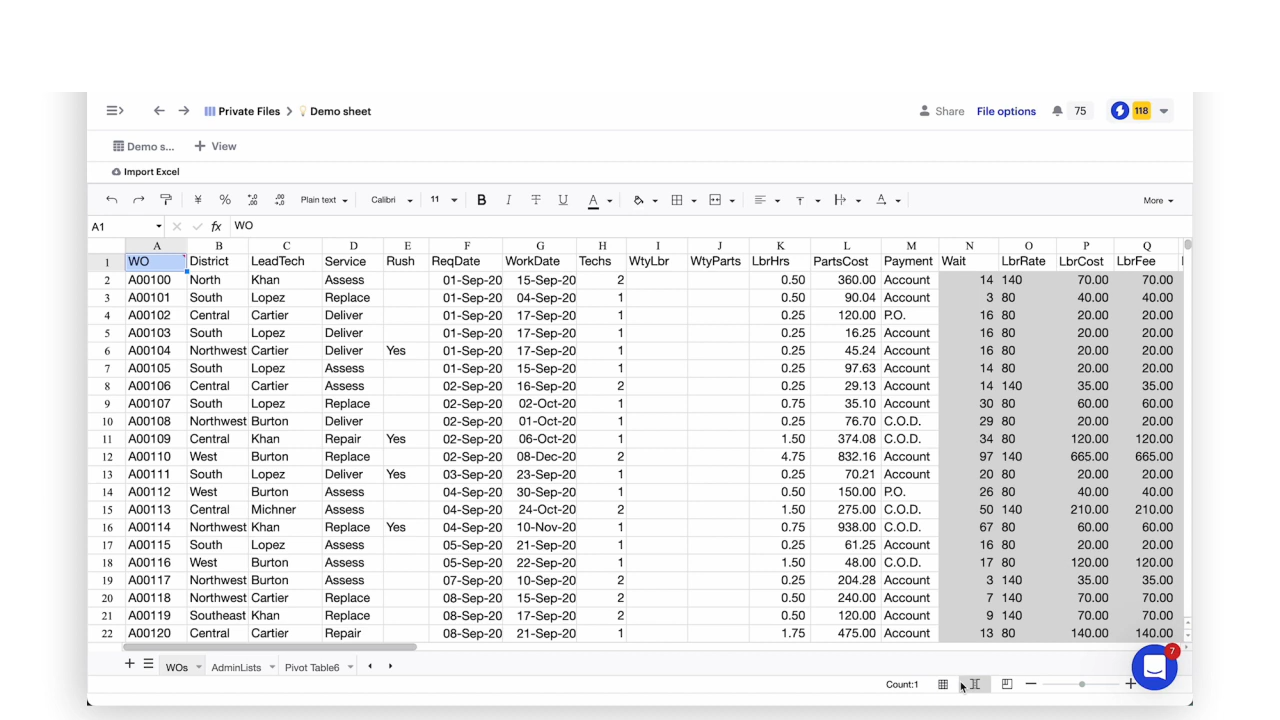 Private Files > Demo sheet Share File options 75 118
Demo s... + View
Import Excel
¥ % Plain text Calibri 11 B I T U A More
A1 fx WO
A B C D E F G H I J K L M N O P Q
1 WO District LeadTech Service Rush ReqDate WorkDate Techs WtyLbr WtyParts LbrHrs PartsCost Payment Wait LbrRate LbrCost LbrFee
2 A00100 North Khan Assess 01-Sep-20 15-Sep-20 2 0.50 360.00 Account 14 140 70.00 70.00
3 A00101 South Lopez Replace 01-Sep-20 04-Sep-20 1 0.50 90.04 Account 3 80 40.00 40.00
4 A00102 Central Cartier Deliver 01-Sep-20 17-Sep-20 1 0.25 120.00 P.O. 16 80 20.00 20.00
5 A00103 South Lopez Deliver 01-Sep-20 17-Sep-20 1 0.25 16.25 Account 16 80 20.00 20.00
6 A00104 Northwest Cartier Deliver Yes 01-Sep-20 17-Sep-20 1 0.25 45.24 Account 16 80 20.00 20.00
7 A00105 South Lopez Assess 01-Sep-20 15-Sep-20 1 0.25 97.63 Account 14 80 20.00 20.00
8 A00106 Central Cartier Assess 02-Sep-20 16-Sep-20 2 0.25 29.13 Account 14 140 35.00 35.00
9 A00107 South Lopez Replace 02-Sep-20 02-Oct-20 1 0.75 35.10 Account 30 80 60.00 60.00
10 A00108 Northwest Burton Deliver 02-Sep-20 01-Oct-20 1 0.25 76.70 C.O.D. 29 80 20.00 20.00
11 A00109 Central Khan Repair Yes 02-Sep-20 06-Oct-20 1 1.50 374.08 C.O.D. 34 80 120.00 120.00
12 A00110 West Burton Replace 02-Sep-20 08-Dec-20 2 4.75 832.16 Account 97 140 665.00 665.00
13 A00111 South Lopez Deliver Yes 03-Sep-20 23-Sep-20 1 0.25 70.21 Account 20 80 20.00 20.00
14 A00112 West Burton Assess 04-Sep-20 30-Sep-20 1 0.50 150.00 P.O. 26 80 40.00 40.00
15 A00113 Central Michner Assess 04-Sep-20 24-Oct-20 2 1.50 275.00 C.O.D. 50 140 210.00 210.00
16 A00114 Northwest Khan Replace Yes 04-Sep-20 10-Nov-20 1 0.75 938.00 C.O.D. 67 80 60.00 60.00
17 A00115 South Lopez Assess 05-Sep-20 21-Sep-20 1 0.25 61.25 Account 16 80 20.00 20.00
18 A00116 West Burton Assess 05-Sep-20 22-Sep-20 1 1.50 48.00 C.O.D. 17 80 120.00 120.00
19 A00117 Northwest Burton Assess 07-Sep-20 10-Sep-20 2 0.25 204.28 Account 3 140 35.00 35.00
20 A00118 Northwest Cartier Replace 08-Sep-20 15-Sep-20 2 0.50 240.00 Account 7 140 70.00 70.00
21 A00119 Southeast Khan Replace 08-Sep-20 17-Sep-20 2 0.50 120.00 Account 9 140 70.00 70.00
22 A00120 Central Cartier Repair 08-Sep-20 21-Sep-20 1 1.75 475.00 Account 13 80 140.00 140.00
+ WOs AdminLists Pivot Table6 7
Count:1